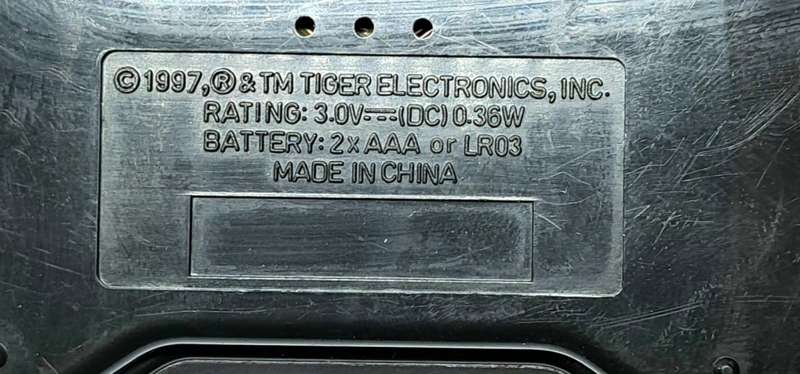 ©1997,® & TM TIGER ELECTRONICS, INC.
RATING: 3.0V⎓(DC) 0.36W
BATTERY: 2 x AAA or LR03
MADE IN CHINA